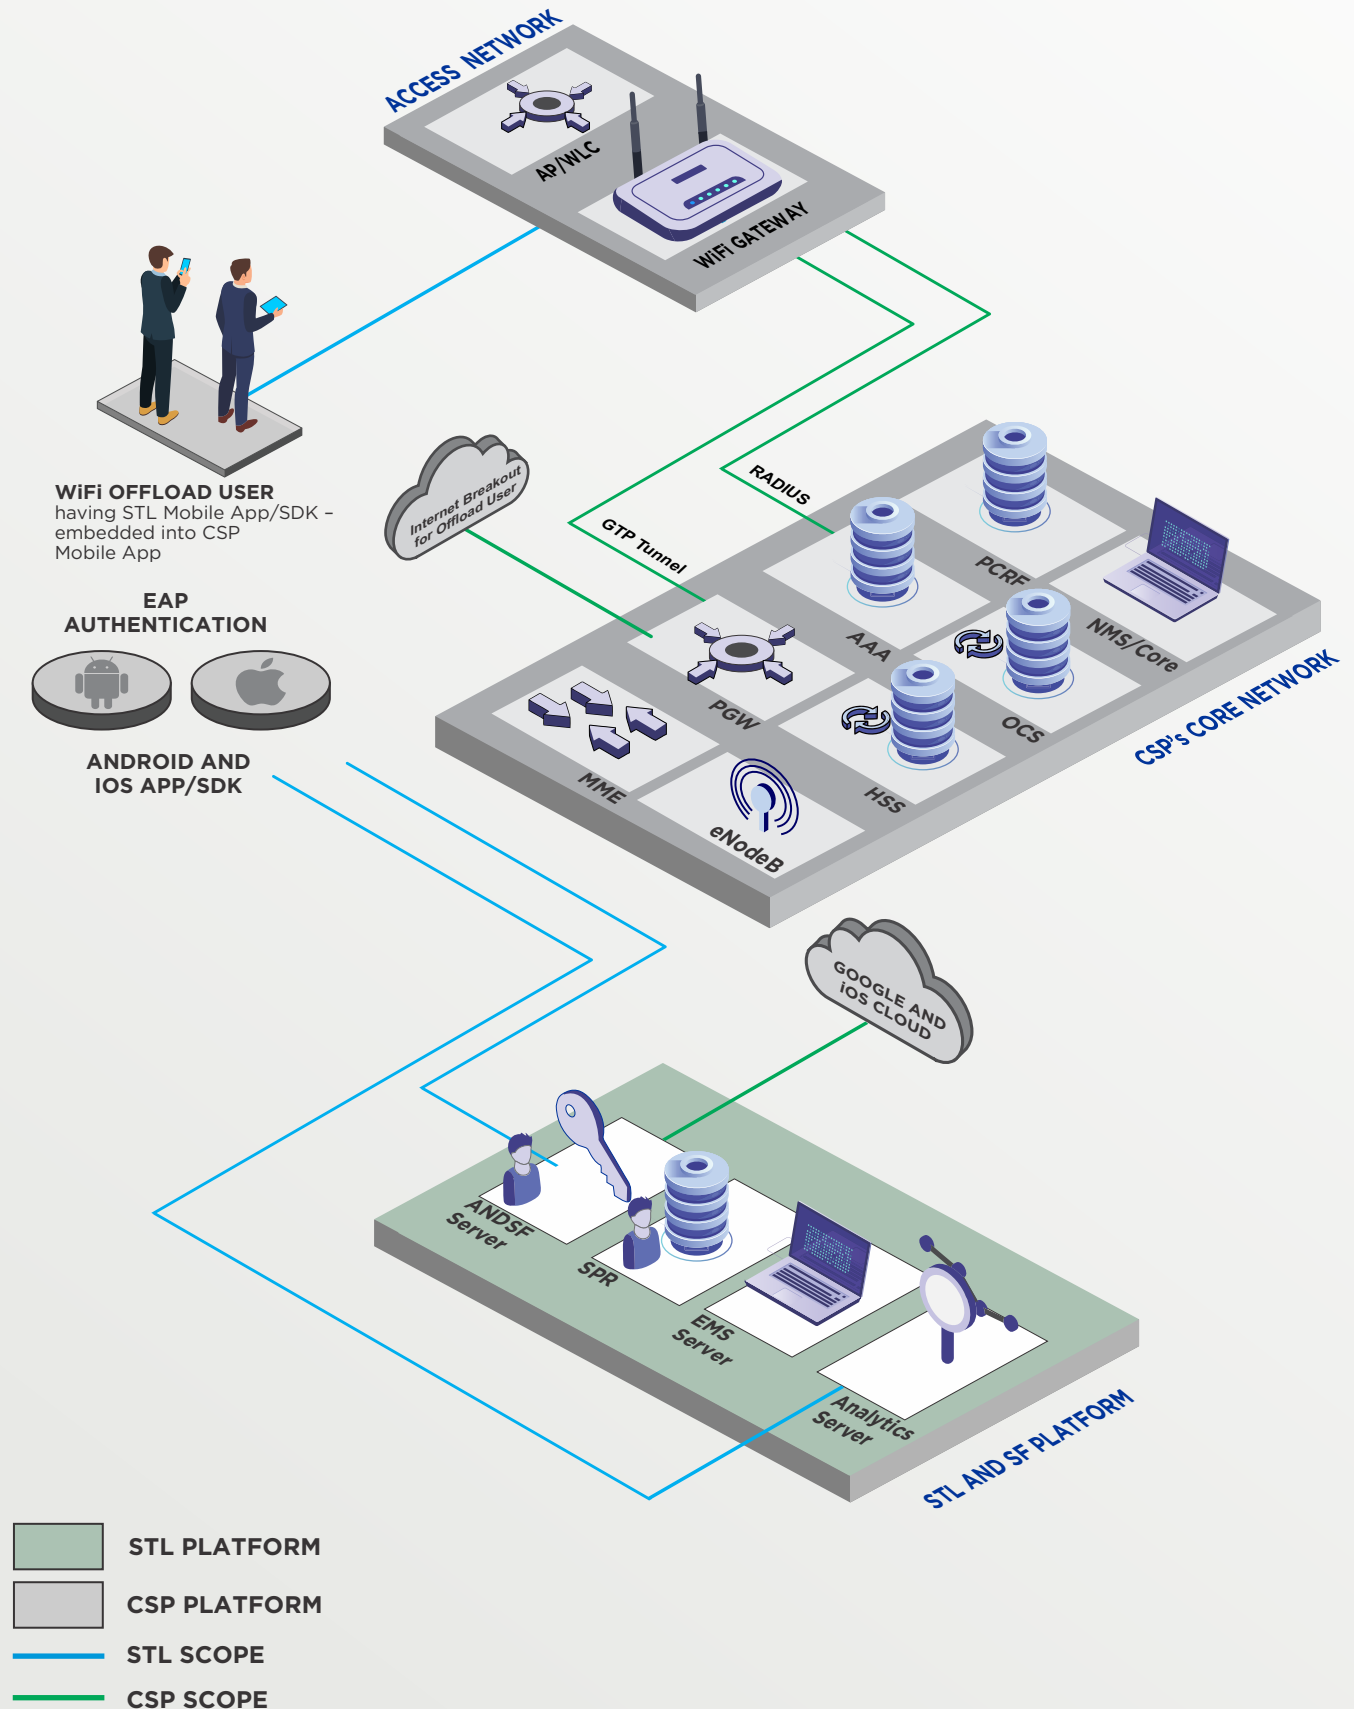 ACCESS NETWORK
AP/WLC
WiFi GATEWAY
WiFi OFFLOAD USER
having STL Mobile App/SDK –
embedded into CSP
Mobile App
EAP
AUTHENTICATION
ANDROID AND
IOS APP/SDK
Internet Breakout
for Offload User
GTP Tunnel
RADIUS
PCRF
NMS/Core
AAA
OCS
PGW
HSS
MME
eNodeB
CSP's CORE NETWORK
GOOGLE AND
iOS CLOUD
ANDSF
Server
SPR
EMS
Server
Analytics
Server
STL AND SF PLATFORM
STL PLATFORM
CSP PLATFORM
STL SCOPE
CSP SCOPE